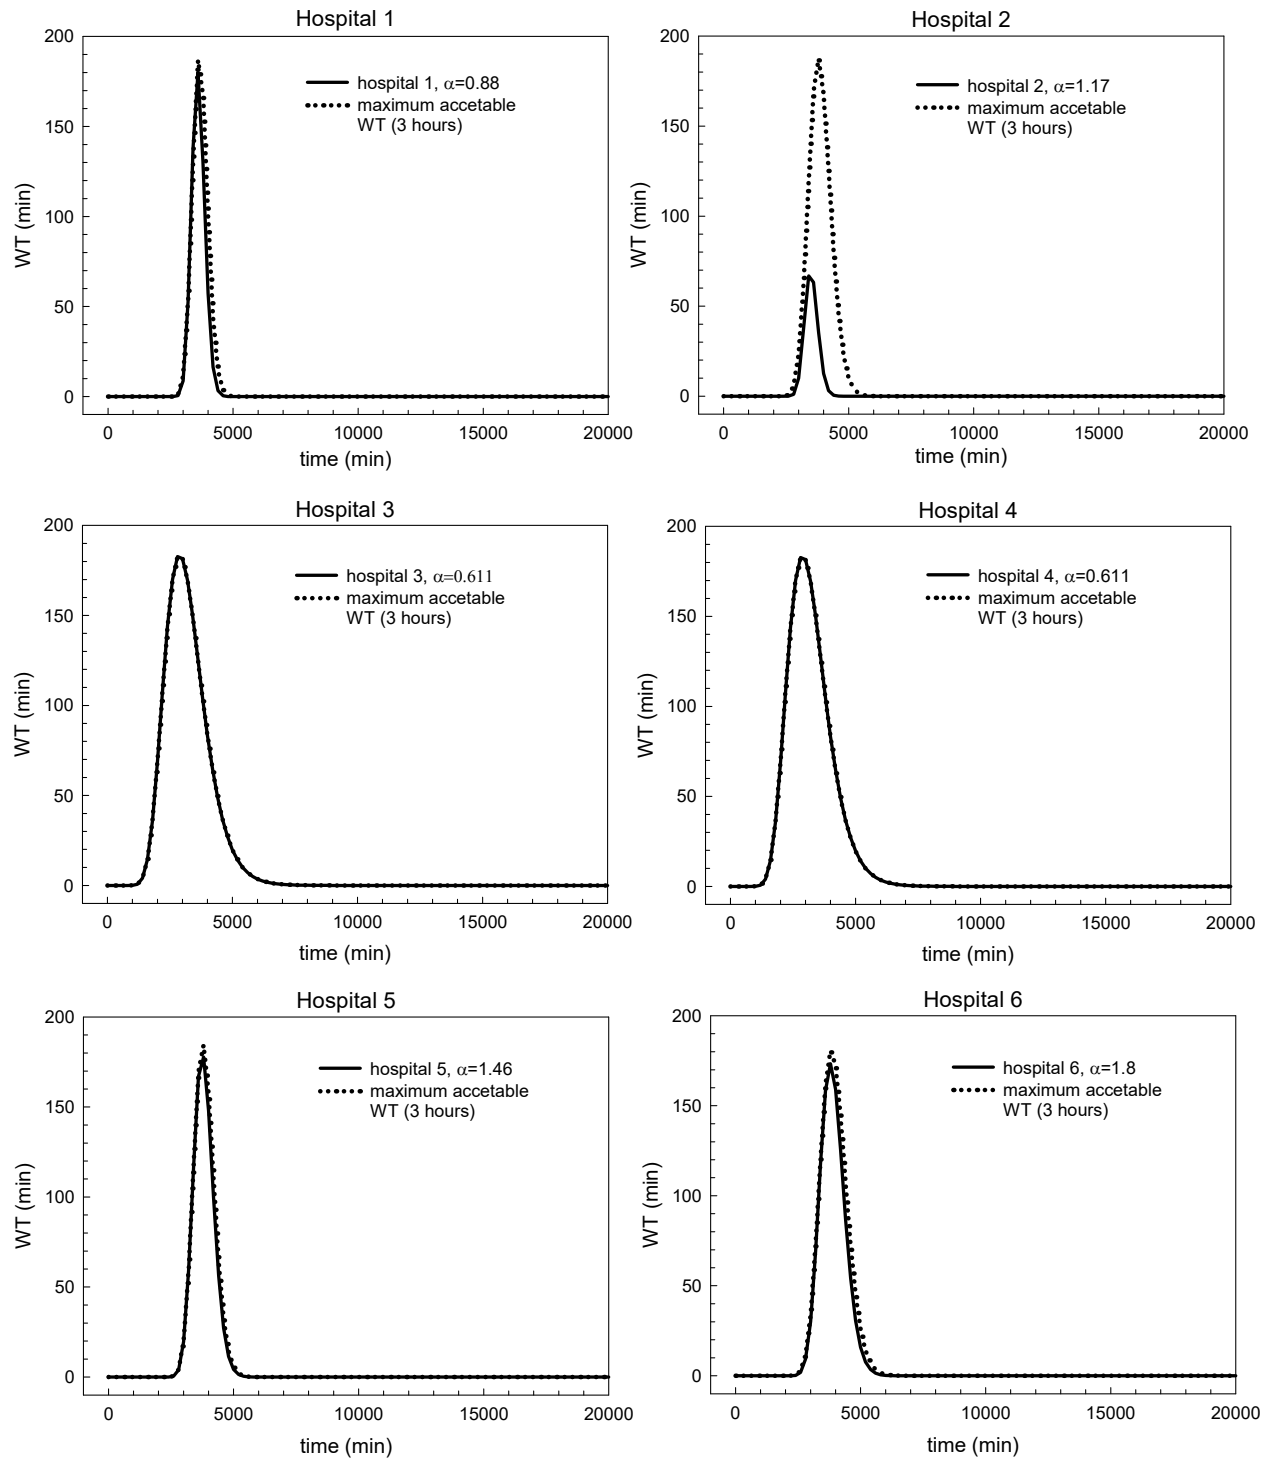 Hospital 1
200
150
100
50
0
WT (min)
hospital 1, α=0.88
maximum accetable
WT (3 hours)
0 5000 10000 15000 20000
time (min)
Hospital 2
200
150
100
50
0
WT (min)
hospital 2, α=1.17
maximum accetable
WT (3 hours)
0 5000 10000 15000 20000
time (min)
Hospital 3
200
150
100
50
0
WT (min)
hospital 3, α=0.611
maximum accetable
WT (3 hours)
0 5000 10000 15000 20000
time (min)
Hospital 4
200
150
100
50
0
WT (min)
hospital 4, α=0.611
maximum accetable
WT (3 hours)
0 5000 10000 15000 20000
time (min)
Hospital 5
200
150
100
50
0
WT (min)
hospital 5, α=1.46
maximum accetable
WT (3 hours)
0 5000 10000 15000 20000
time (min)
Hospital 6
200
150
100
50
0
WT (min)
hospital 6, α=1.8
maximum accetable
WT (3 hours)
0 5000 10000 15000 20000
time (min)